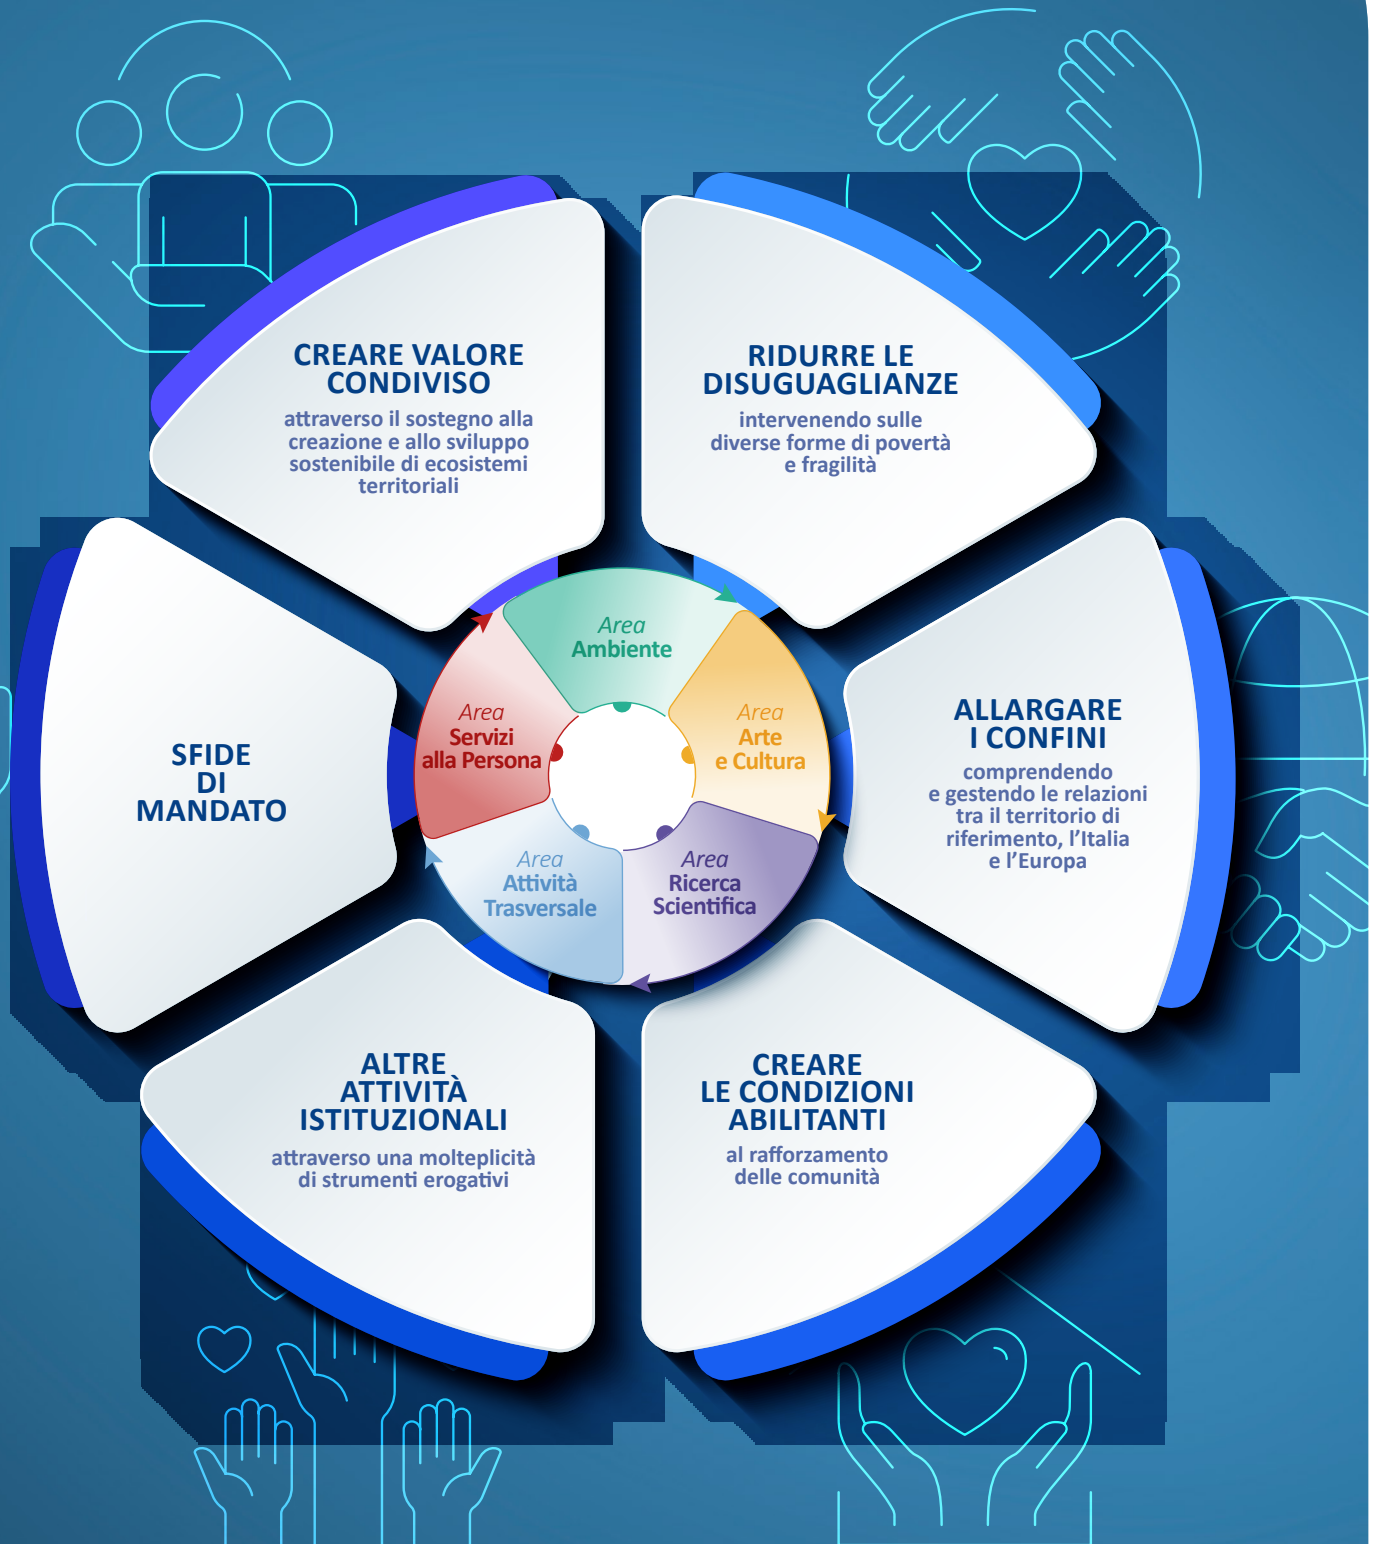 CREARE VALORE
CONDIVISO
attraverso il sostegno alla
creazione e allo sviluppo
sostenibile di ecosistemi
territoriali
RIDURRE LE
DISUGUAGLIANZE
intervenendo sulle
diverse forme di povertà
e fragilità
ALLARGARE
I CONFINI
comprendendo
e gestendo le relazioni
tra il territorio di
riferimento, l’Italia
e l’Europa
CREARE
LE CONDIZIONI
ABILITANTI
al rafforzamento
delle comunità
ALTRE
ATTIVITÀ
ISTITUZIONALI
attraverso una molteplicità
di strumenti erogativi
SFIDE
DI
MANDATO
Area
Ambiente
Area
Arte
e Cultura
Area
Ricerca
Scientifica
Area
Attività
Trasversale
Area
Servizi
alla Persona